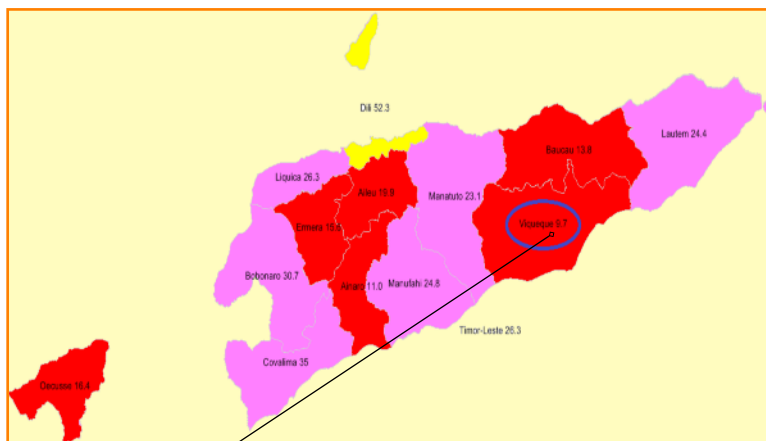 Dili 52.3
Lautem 24.4
Baucau 13.8
Liquica 26.3
Aileu 19.9
Manatuto 23.1
Viqueque 9.7
Ermera 15.6
Bobonaro 30.7
Ainaro 11.0
Manufahi 24.8
Timor-Leste 26.3
Covalima 35
Oecusse 16.4